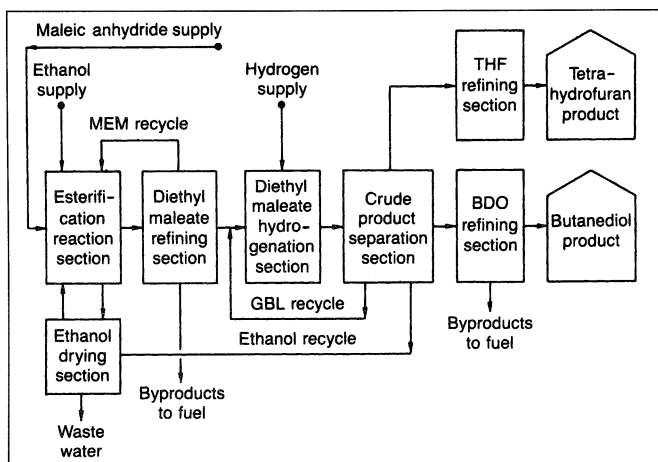 Maleic anhydride supply
Ethanol
supply
Hydrogen
supply
MEM recycle
THF
refining
section
Tetra-
hydrofuran
product
Esterifi-
cation
reaction
section
Diethyl
maleate
refining
section
Diethyl
maleate
hydro-
genation
section
Crude
product
separation
section
BDO
refining
section
Butanediol
product
GBL recycle
Ethanol recycle
Ethanol
drying
section
Byproducts
to fuel
Byproducts
to fuel
Waste
water